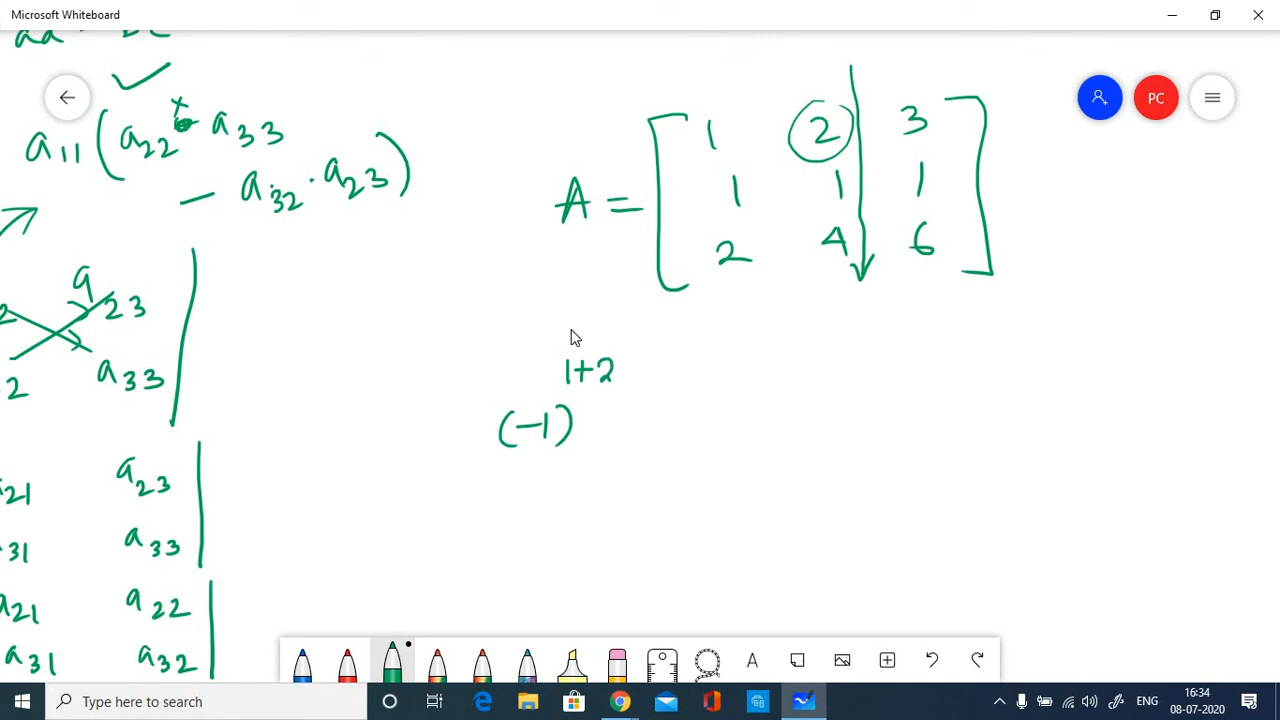 Microsoft Whiteboard
a11 (a22 × a33
- a32 . a23)
a23
a33
a21 a23
31 a33
a21 a22
a31 a32
A = [ 1 2 3
1 1 1
2 4 6 ]
1+2
(-1)
PC
A
Type here to search
ENG
16:34
08-07-2020